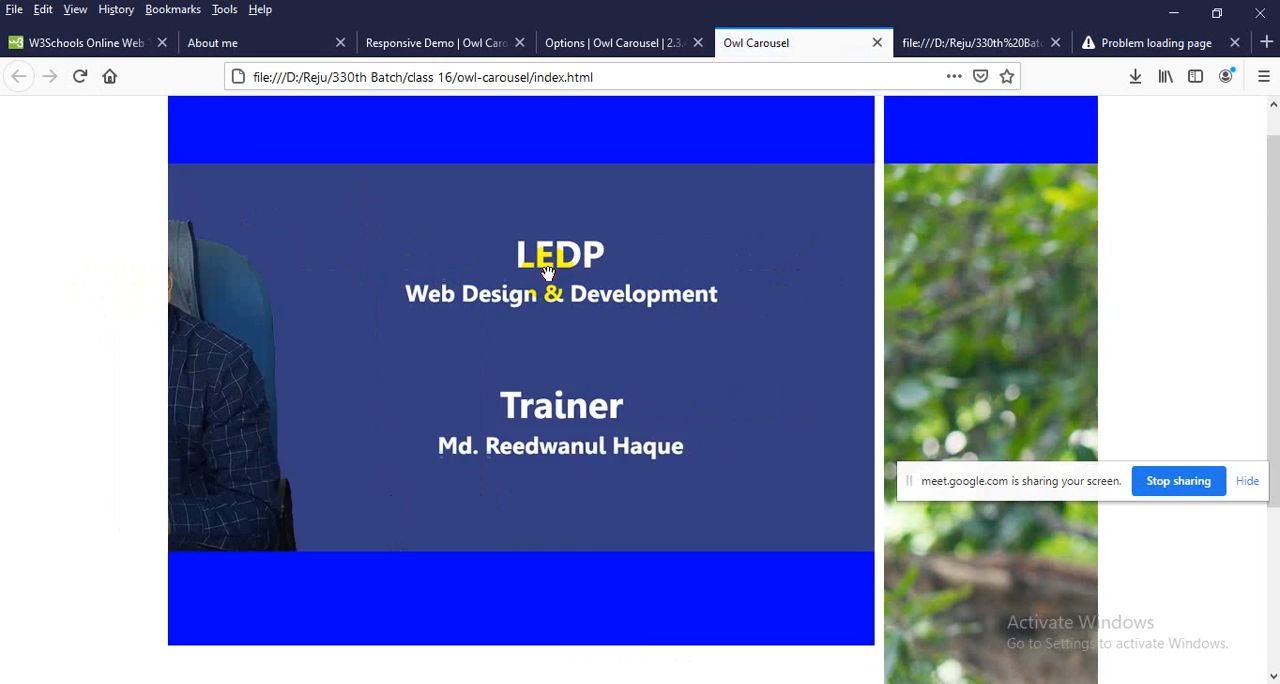 File Edit View History Bookmarks Tools Help
W3Schools Online Web T
About me
Responsive Demo | Owl Caro
Options | Owl Carousel | 2.3.4
Owl Carousel
file:///D:/Reju/330th%20Bat
Problem loading page
file:///D:/Reju/330th Batch/class 16/owl-carousel/index.html
LEDP
Web Design & Development
Trainer
Md. Reedwanul Haque
meet.google.com is sharing your screen.
Stop sharing
Hide
Activate Windows
Go to Settings to activate Windows.